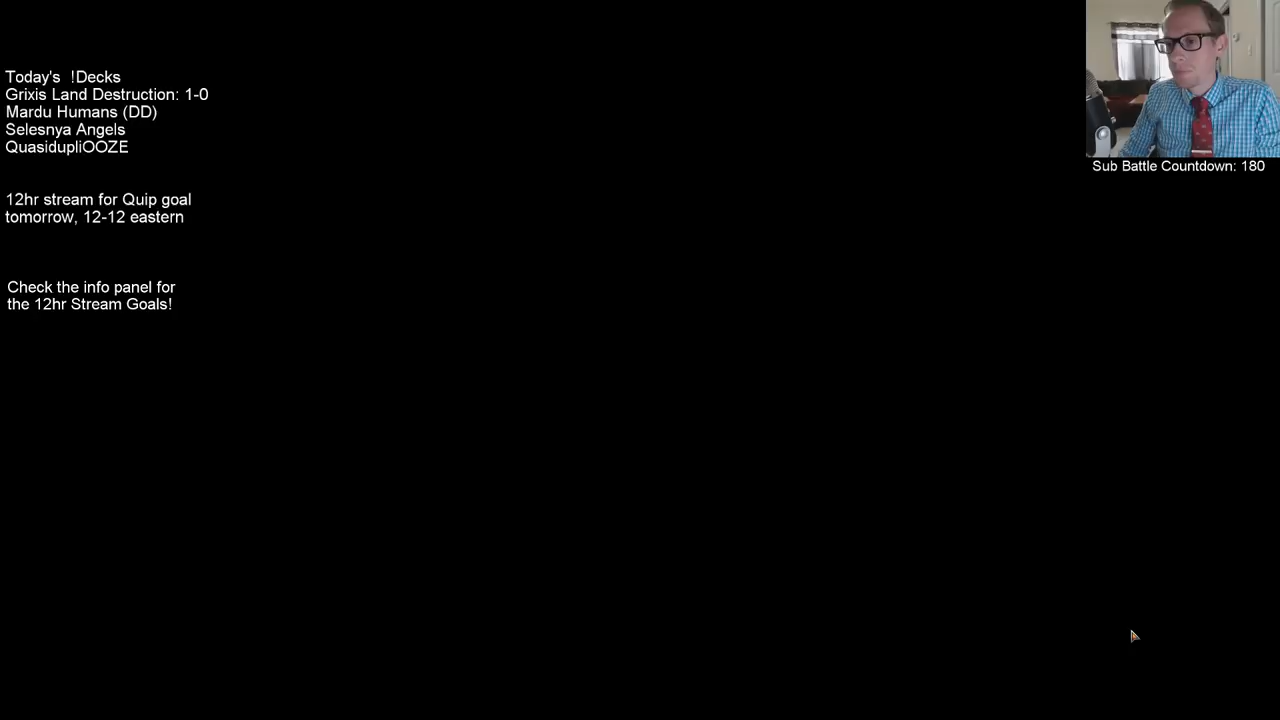 Today's  !Decks
Grixis Land Destruction: 1-0
Mardu Humans (DD)
Selesnya Angels
QuasidupliOOZE
12hr stream for Quip goal
tomorrow, 12-12 eastern
Check the info panel for
the 12hr Stream Goals!
Sub Battle Countdown: 180